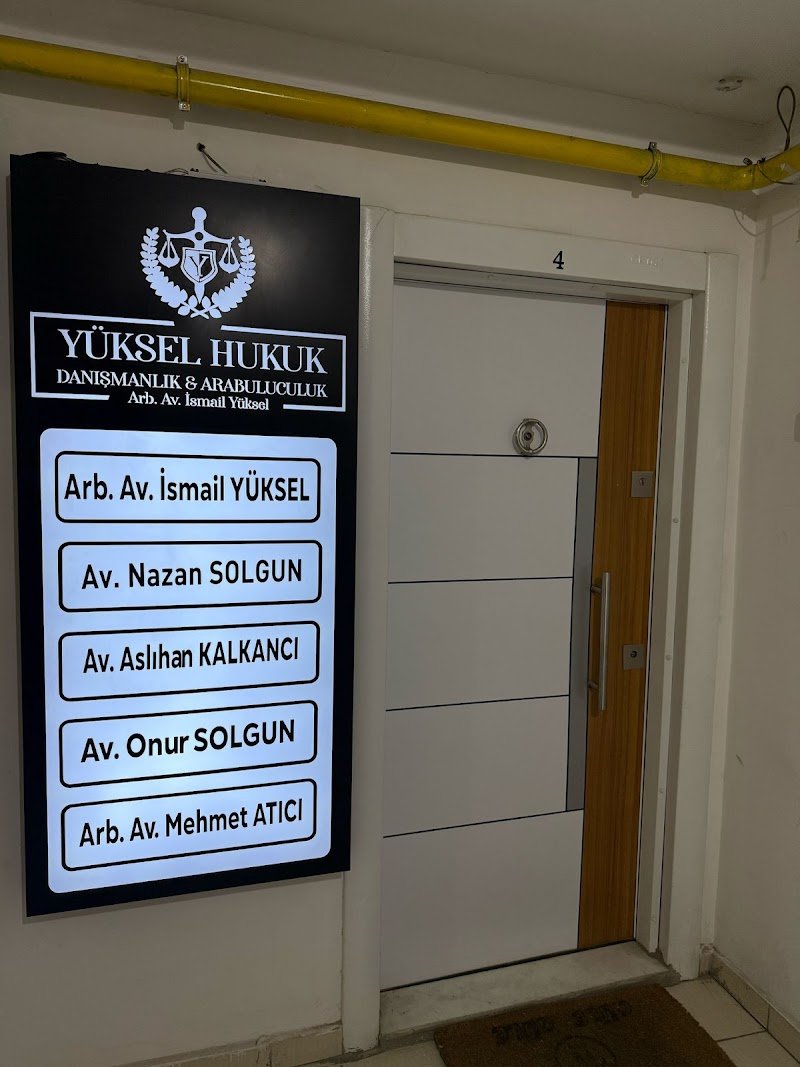 YÜKSEL HUKUK
DANIŞMANLIK & ARABULUCULUK
Arb. Av. İsmail Yüksel
Arb. Av. İsmail YÜKSEL
Av. Nazan SOLGUN
Av. Aslıhan KALKANCI
Av. Onur SOLGUN
Arb. Av. Mehmet ATICI
4